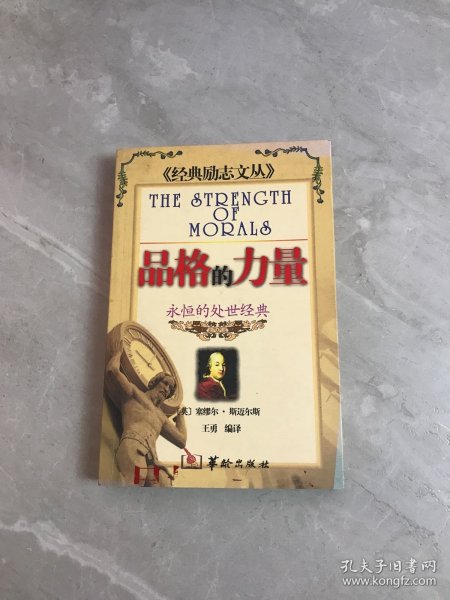 《经典励志文丛》
THE STRENGTH
OF
MORALS
品格的力量
永恒的处世经典
[英] 塞缪尔·斯迈尔斯
王勇 编译
华龄出版社
孔夫子旧书网
www.kongfz.com